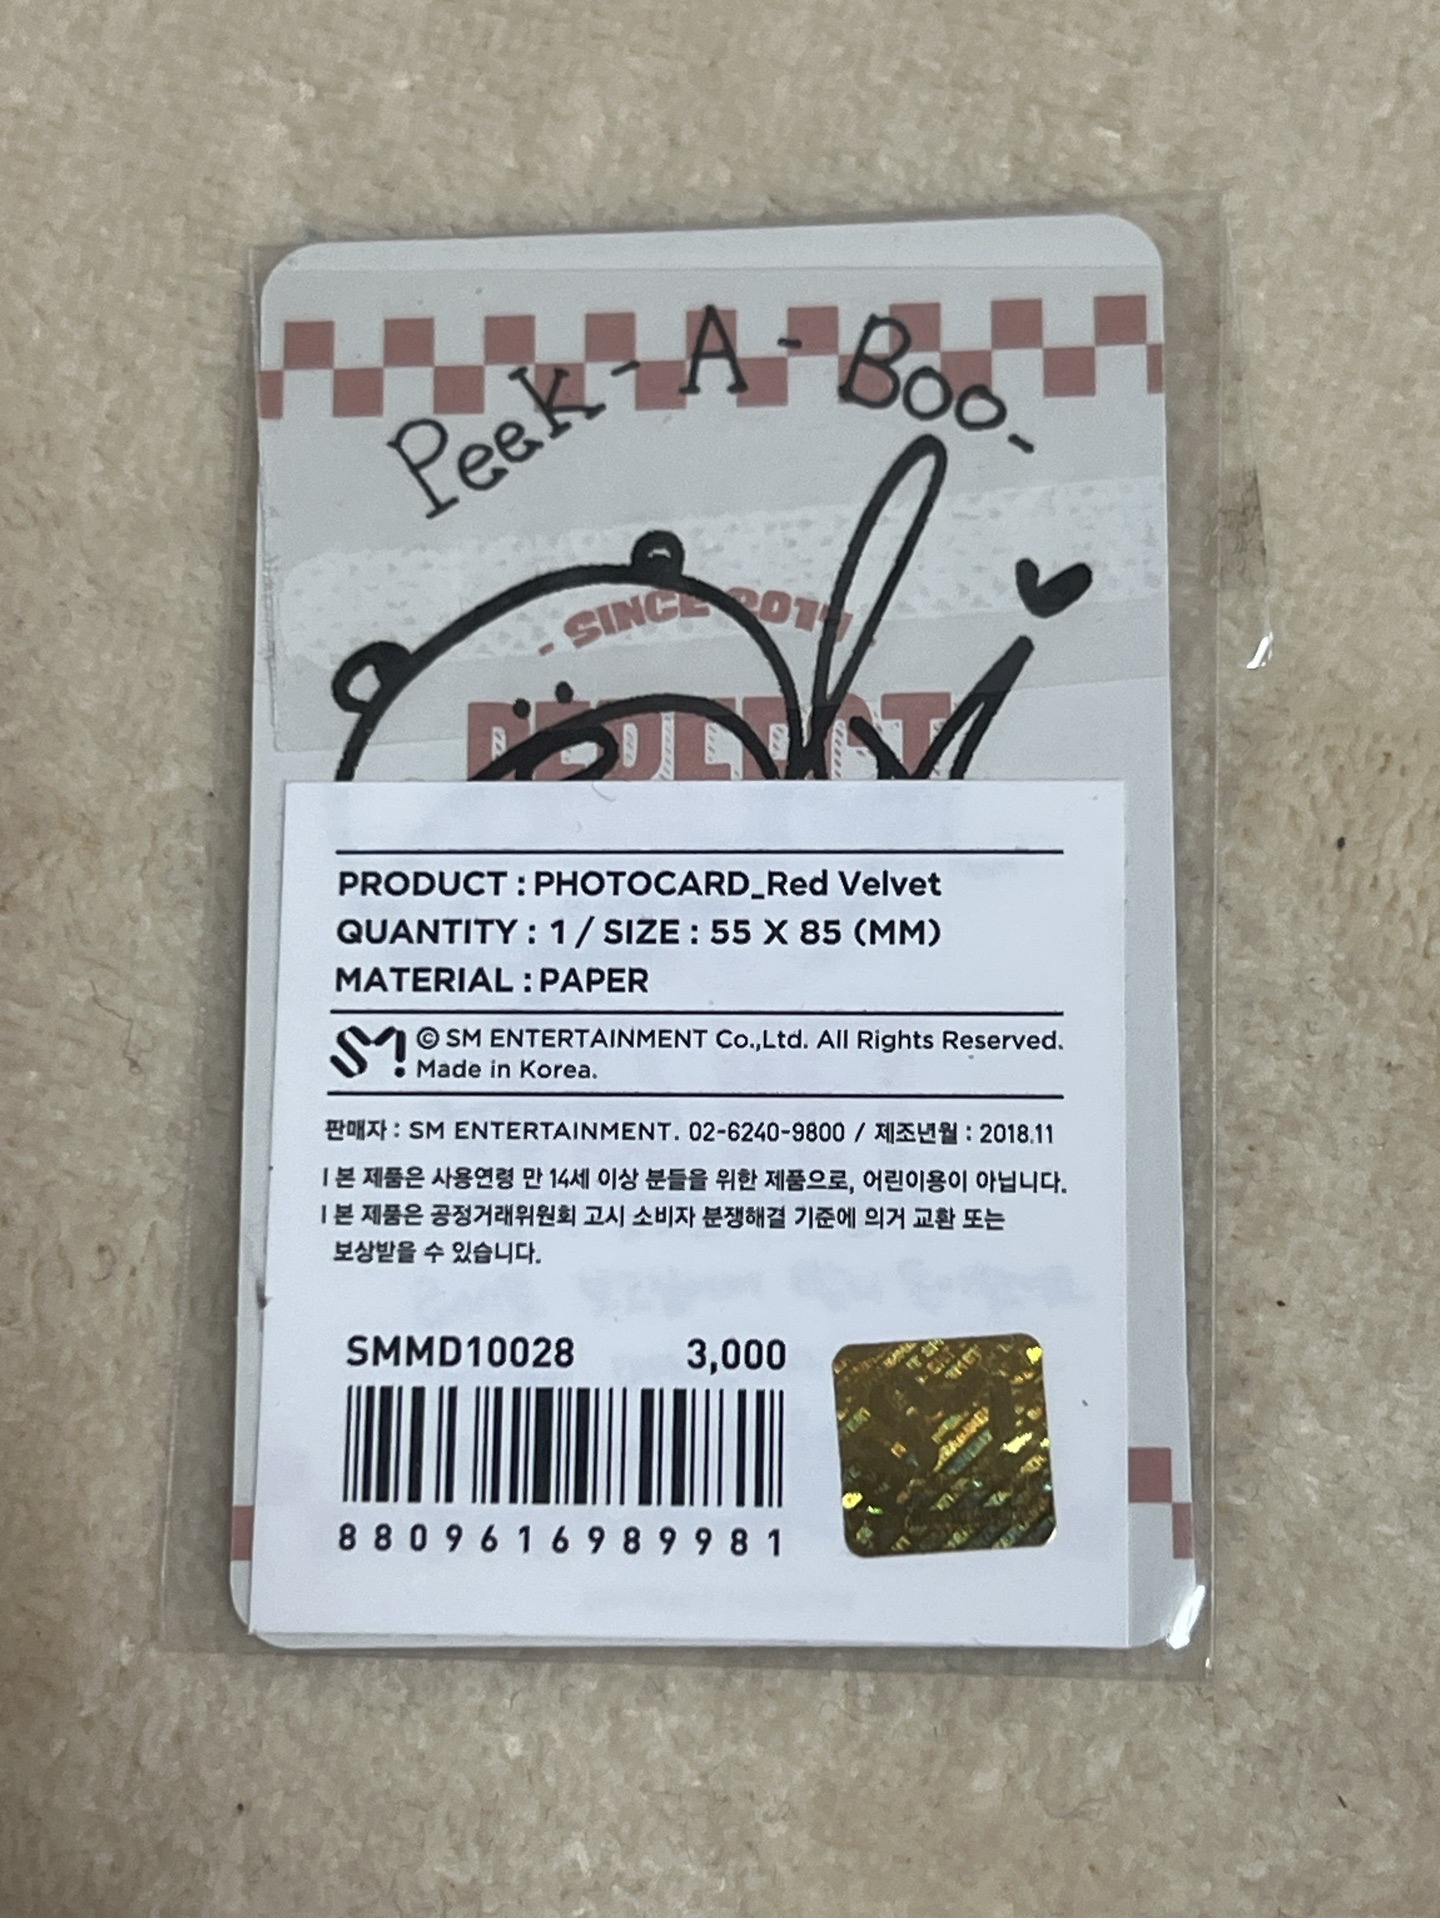 Peek-A-Boo-
SINCE 2017
PRODUCT : PHOTOCARD_Red Velvet
QUANTITY : 1 / SIZE : 55 X 85 (MM)
MATERIAL : PAPER
SM! © SM ENTERTAINMENT Co.,Ltd. All Rights Reserved.
Made in Korea.
판매자 : SM ENTERTAINMENT. 02-6240-9800 / 제조년월 : 2018.11
I 본 제품은 사용연령 만 14세 이상 분들을 위한 제품으로, 어린이용이 아닙니다.
I 본 제품은 공정거래위원회 고시 소비자 분쟁해결 기준에 의거 교환 또는
보상받을 수 있습니다.
SMMD10028 3,000
8809616989981